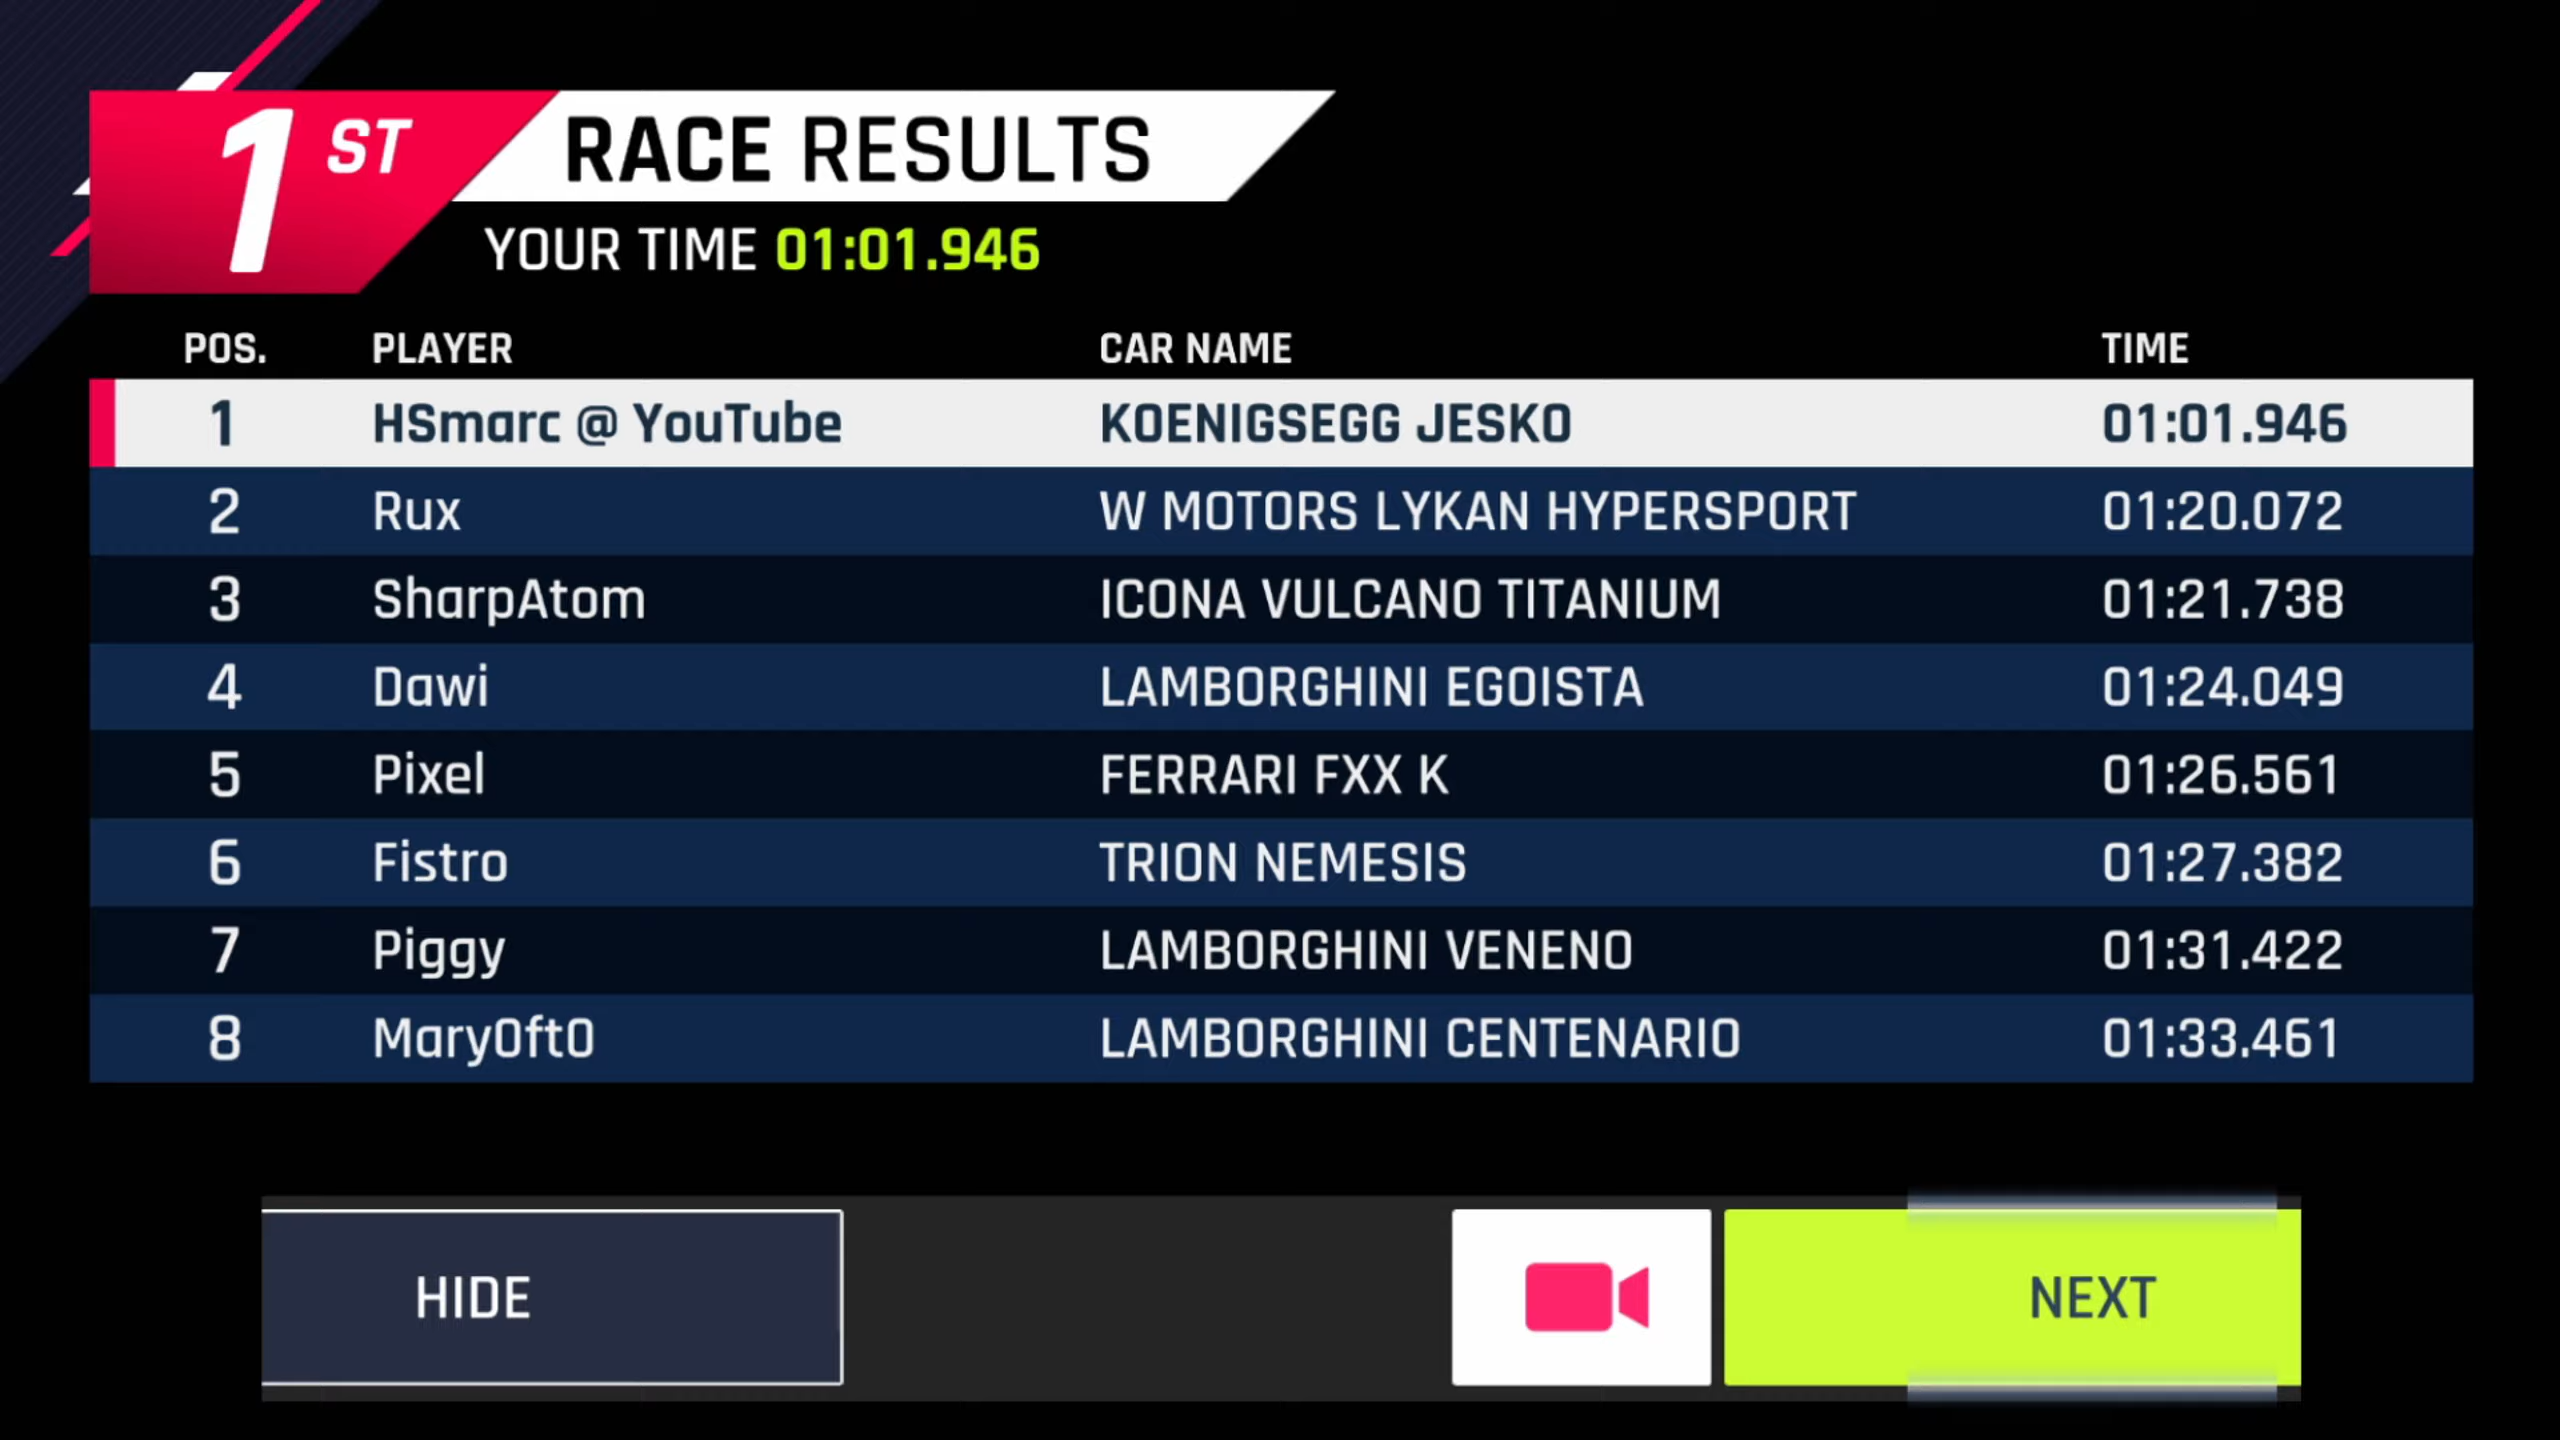 1ST RACE RESULTS
YOUR TIME 01:01.946
POS. PLAYER CAR NAME TIME
1 HSmarc @ YouTube KOENIGSEGG JESKO 01:01.946
2 Rux W MOTORS LYKAN HYPERSPORT 01:20.072
3 SharpAtom ICONA VULCANO TITANIUM 01:21.738
4 Dawi LAMBORGHINI EGOISTA 01:24.049
5 Pixel FERRARI FXX K 01:26.561
6 Fistro TRION NEMESIS 01:27.382
7 Piggy LAMBORGHINI VENENO 01:31.422
8 Mary0ft0 LAMBORGHINI CENTENARIO 01:33.461
HIDE NEXT